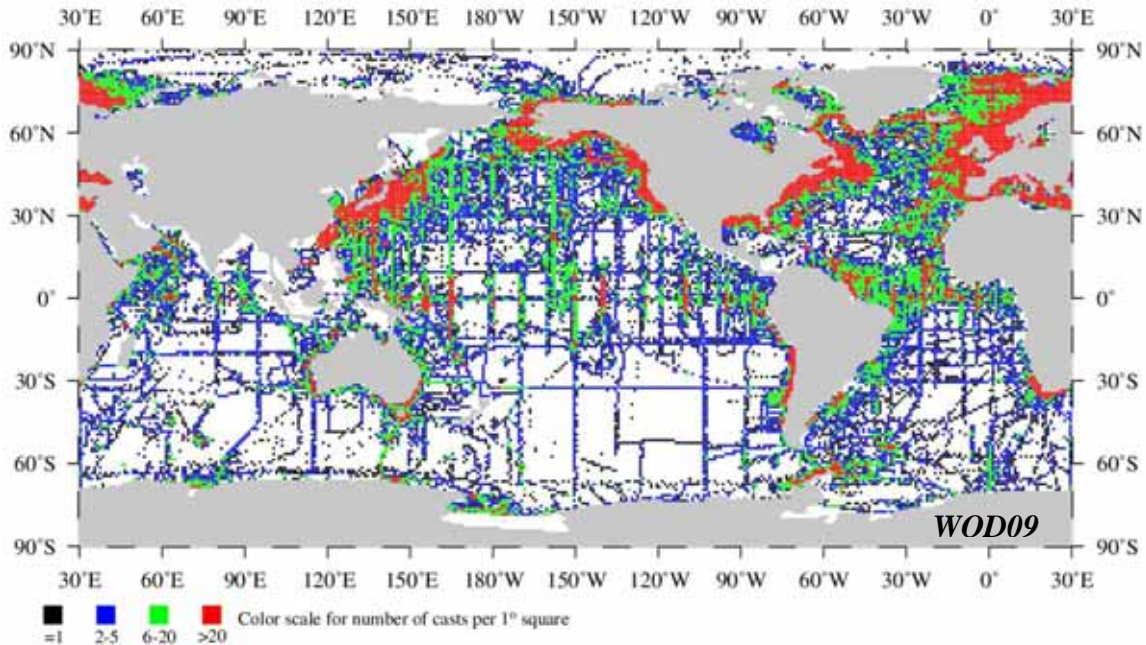 30˚E 60˚E 90˚E 120˚E 150˚E 180˚W 150˚W 120˚W 90˚W 60˚W 30˚W 0˚ 30˚E
90˚N 90˚N
60˚N 60˚N
30˚N 30˚N
0˚ 0˚
30˚S 30˚S
60˚S 60˚S
WOD09
90˚S 90˚S
30˚E 60˚E 90˚E 120˚E 150˚E 180˚W 150˚W 120˚W 90˚W 60˚W 30˚W 0˚ 30˚E
Color scale for number of casts per 1° square
=1 2-5 6-20 >20